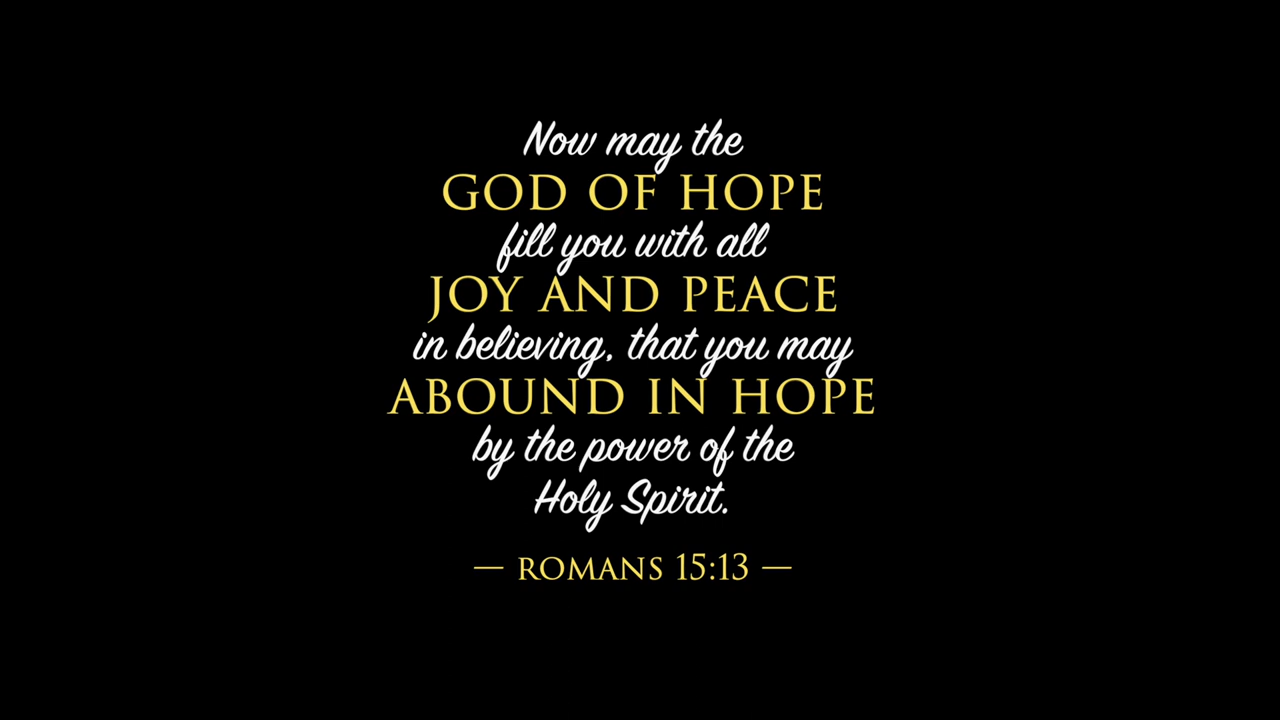 Now may the
GOD OF HOPE
fill you with all
JOY AND PEACE
in believing, that you may
ABOUND IN HOPE
by the power of the
Holy Spirit.
— ROMANS 15:13 —